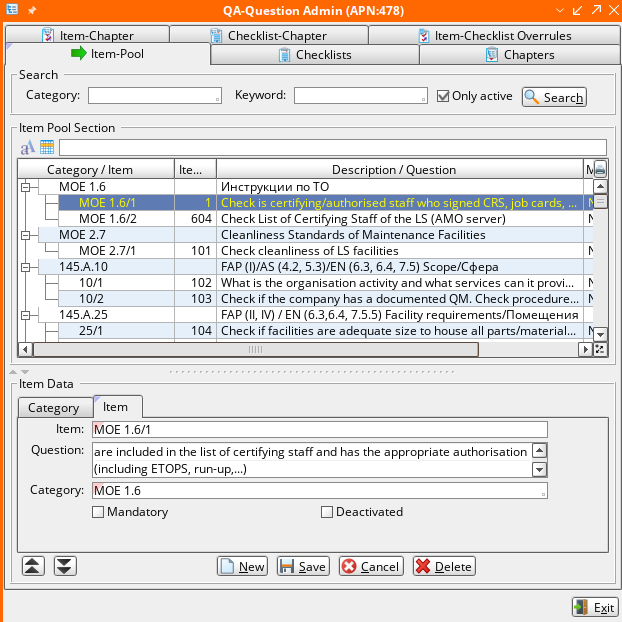 QA-Question Admin (APN:478)
Item-Chapter
Checklist-Chapter
Item-Checklist Overrules
Item-Pool
Checklists
Chapters
Search
Category:
Keyword:
Only active
Search
Item Pool Section
Category / Item Ite... Description / Question
MOE 1.6 Инструкции по ТО
MOE 1.6/1 1 Check is certifying/authorised staff who signed CRS, job cards, ...
MOE 1.6/2 604 Check List of Certifying Staff of the LS (AMO server)
MOE 2.7 Cleanliness Standards of Maintenance Facilities
MOE 2.7/1 101 Check cleanliness of LS facilities
145.A.10 FAP (I)/AS (4.2, 5.3)/EN (6.3, 6.4, 7.5) Scope/Сфера
10/1 102 What is the organisation activity and what services can it provi...
10/2 103 Check if the company has a documented QM. Check procedure...
145.A.25 FAP (II, IV) / EN (6.3,6.4, 7.5.5) Facility requirements/Помещения
25/1 104 Check if facilities are adequate size to house all parts/material...
Item Data
Category
Item
Item: MOE 1.6/1
Question: are included in the list of certifying staff and has the appropriate authorisation
(including ETOPS, run-up,...)
Category: MOE 1.6
Mandatory
Deactivated
New
Save
Cancel
Delete
Exit